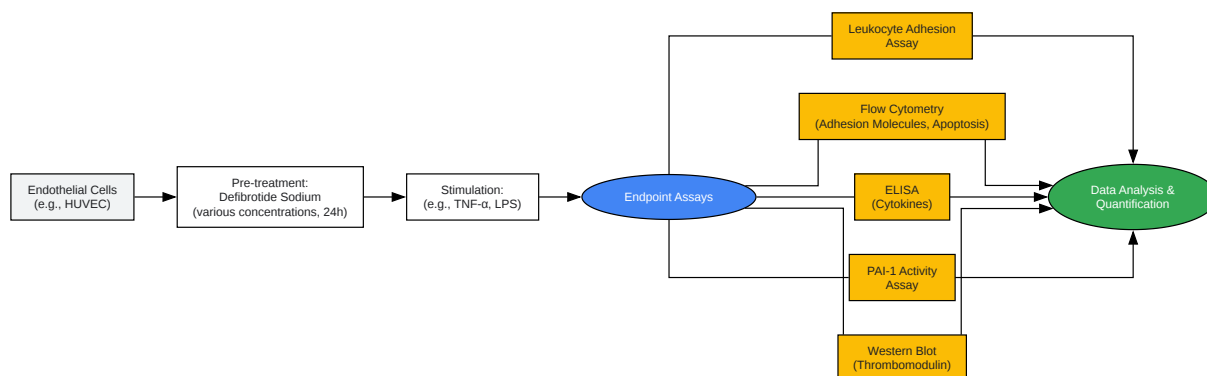 Endothelial Cells
(e.g., HUVEC)
Pre-treatment:
Defibrotide Sodium
(various concentrations, 24h)
Stimulation:
(e.g., TNF-α, LPS)
Endpoint Assays
Leukocyte Adhesion
Assay
Flow Cytometry
(Adhesion Molecules, Apoptosis)
ELISA
(Cytokines)
PAI-1 Activity
Assay
Western Blot
(Thrombomodulin)
Data Analysis &
Quantification